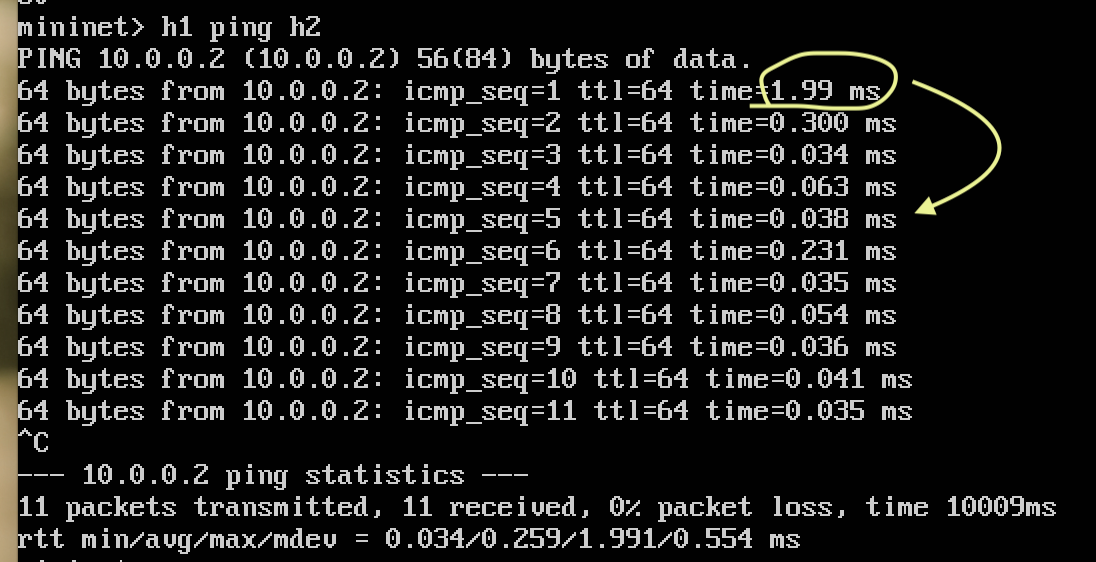 mininet> h1 ping h2
PING 10.0.0.2 (10.0.0.2) 56(84) bytes of data.
64 bytes from 10.0.0.2: icmp_seq=1 ttl=64 time=1.99 ms
64 bytes from 10.0.0.2: icmp_seq=2 ttl=64 time=0.300 ms
64 bytes from 10.0.0.2: icmp_seq=3 ttl=64 time=0.034 ms
64 bytes from 10.0.0.2: icmp_seq=4 ttl=64 time=0.063 ms
64 bytes from 10.0.0.2: icmp_seq=5 ttl=64 time=0.038 ms
64 bytes from 10.0.0.2: icmp_seq=6 ttl=64 time=0.231 ms
64 bytes from 10.0.0.2: icmp_seq=7 ttl=64 time=0.035 ms
64 bytes from 10.0.0.2: icmp_seq=8 ttl=64 time=0.054 ms
64 bytes from 10.0.0.2: icmp_seq=9 ttl=64 time=0.036 ms
64 bytes from 10.0.0.2: icmp_seq=10 ttl=64 time=0.041 ms
64 bytes from 10.0.0.2: icmp_seq=11 ttl=64 time=0.035 ms
^C
--- 10.0.0.2 ping statistics ---
11 packets transmitted, 11 received, 0% packet loss, time 10009ms
rtt min/avg/max/mdev = 0.034/0.259/1.991/0.554 ms